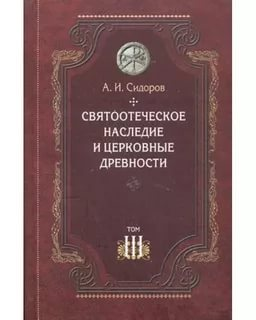 А. И. Сидоров
СВЯТООТЕЧЕСКОЕ
НАСЛЕДИЕ
И ЦЕРКОВНЫЕ
ДРЕВНОСТИ
ТОМ
III